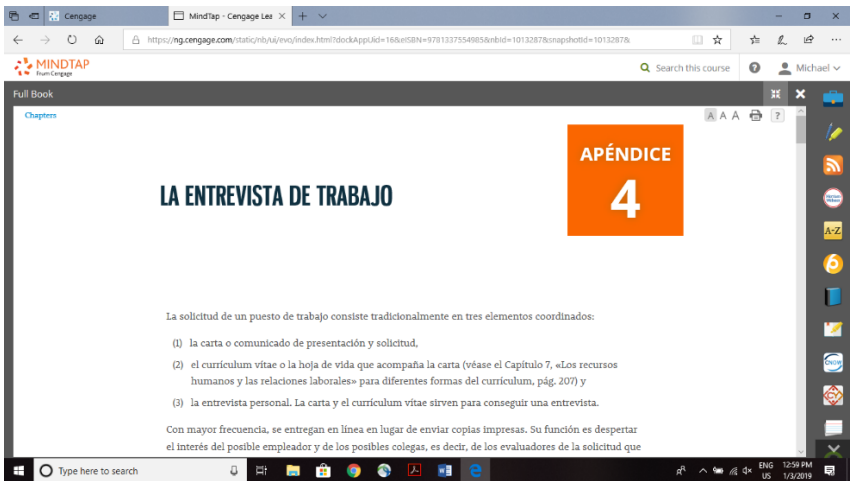 Cengage
MindTap - Cengage Lea
https://ng.cengage.com/static/nb/ui/evo/index.html?dockAppUid=16&eISBN=9781337554985&nbId=1013287&snapshotId=1013287&
MINDTAP
From Cengage
Search this course
Michael
Full Book
Chapters
A A A
?
APÉNDICE
4
LA ENTREVISTA DE TRABAJO
A-Z
La solicitud de un puesto de trabajo consiste tradicionalmente en tres elementos coordinados:
(1) la carta o comunicado de presentación y solicitud,
(2) el currículum vitae o la hoja de vida que acompaña la carta (véase el Capítulo 7, «Los recursos
humanos y las relaciones laborales» para diferentes formas del currículum, pág. 207) y
(3) la entrevista personal. La carta y el currículum vitae sirven para conseguir una entrevista.
Con mayor frecuencia, se entregan en línea en lugar de enviar copias impresas. Su función es despertar
el interés del posible empleador y de los posibles colegas, es decir, de los evaluadores de la solicitud que
CNOW
Type here to search
ENG
US
12:59 PM
1/3/2019